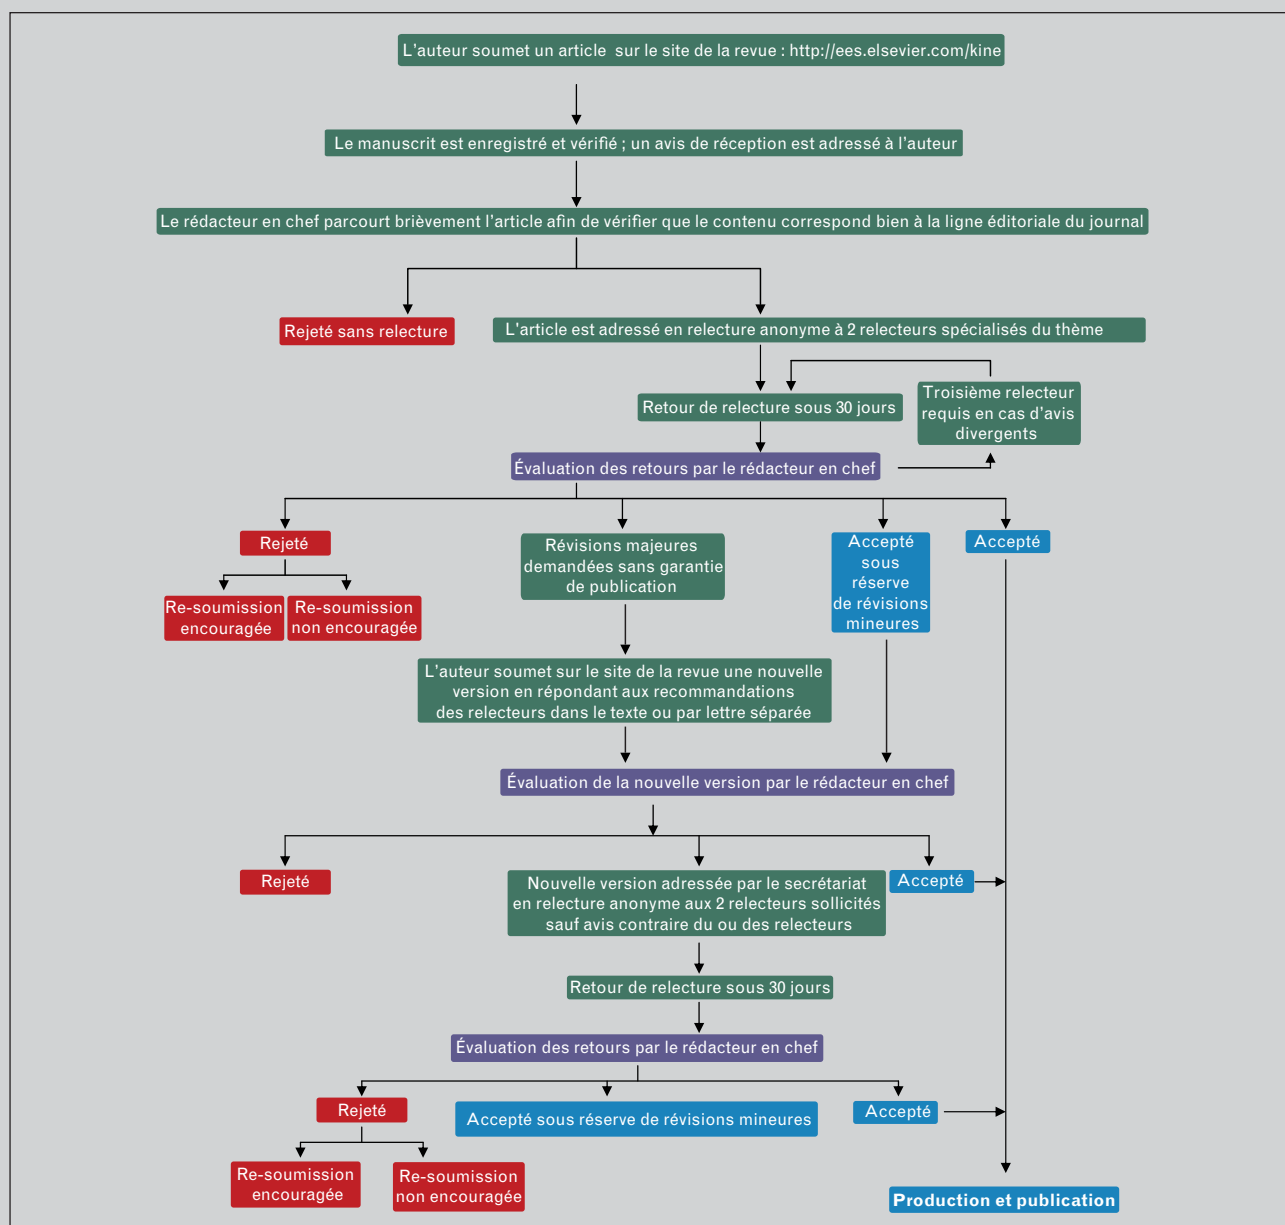 L'auteur soumet un article sur le site de la revue : http://ees.elsevier.com/kine
Le manuscrit est enregistré et vérifié ; un avis de réception est adressé à l'auteur
Le rédacteur en chef parcourt brièvement l'article afin de vérifier que le contenu correspond bien à la ligne éditoriale du journal
Rejeté sans relecture
L'article est adressé en relecture anonyme à 2 relecteurs spécialisés du thème
Retour de relecture sous 30 jours
Troisième relecteur
requis en cas d'avis
divergents
Évaluation des retours par le rédacteur en chef
Rejeté
Re-soumission
encouragée
Re-soumission
non encouragée
Révisions majeures
demandées sans garantie
de publication
Accepté
sous
réserve
de révisions
mineures
Accepté
L'auteur soumet sur le site de la revue une nouvelle
version en répondant aux recommandations
des relecteurs dans le texte ou par lettre séparée
Évaluation de la nouvelle version par le rédacteur en chef
Rejeté
Nouvelle version adressée par le secrétariat
en relecture anonyme aux 2 relecteurs sollicités
sauf avis contraire du ou des relecteurs
Accepté
Retour de relecture sous 30 jours
Évaluation des retours par le rédacteur en chef
Rejeté
Accepté sous réserve de révisions mineures
Accepté
Re-soumission
encouragée
Re-soumission
non encouragée
Production et publication